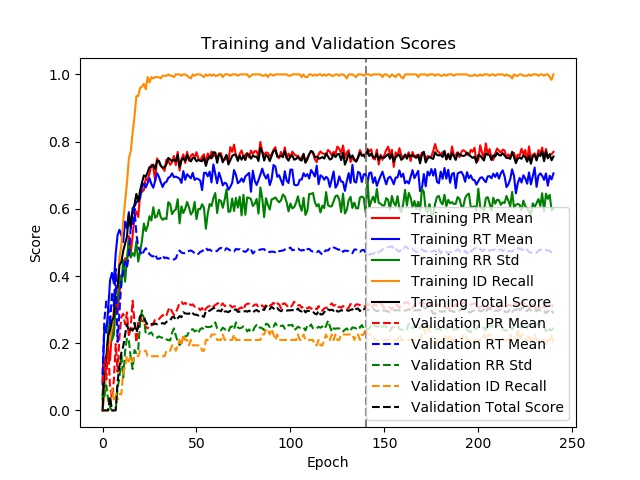 Training and Validation Scores
1.0
0.8
0.6
0.4
0.2
0.0
Score
0
50
100
150
200
250
Epoch
Training PR Mean
Training RT Mean
Training RR Std
Training ID Recall
Training Total Score
Validation PR Mean
Validation RT Mean
Validation RR Std
Validation ID Recall
Validation Total Score